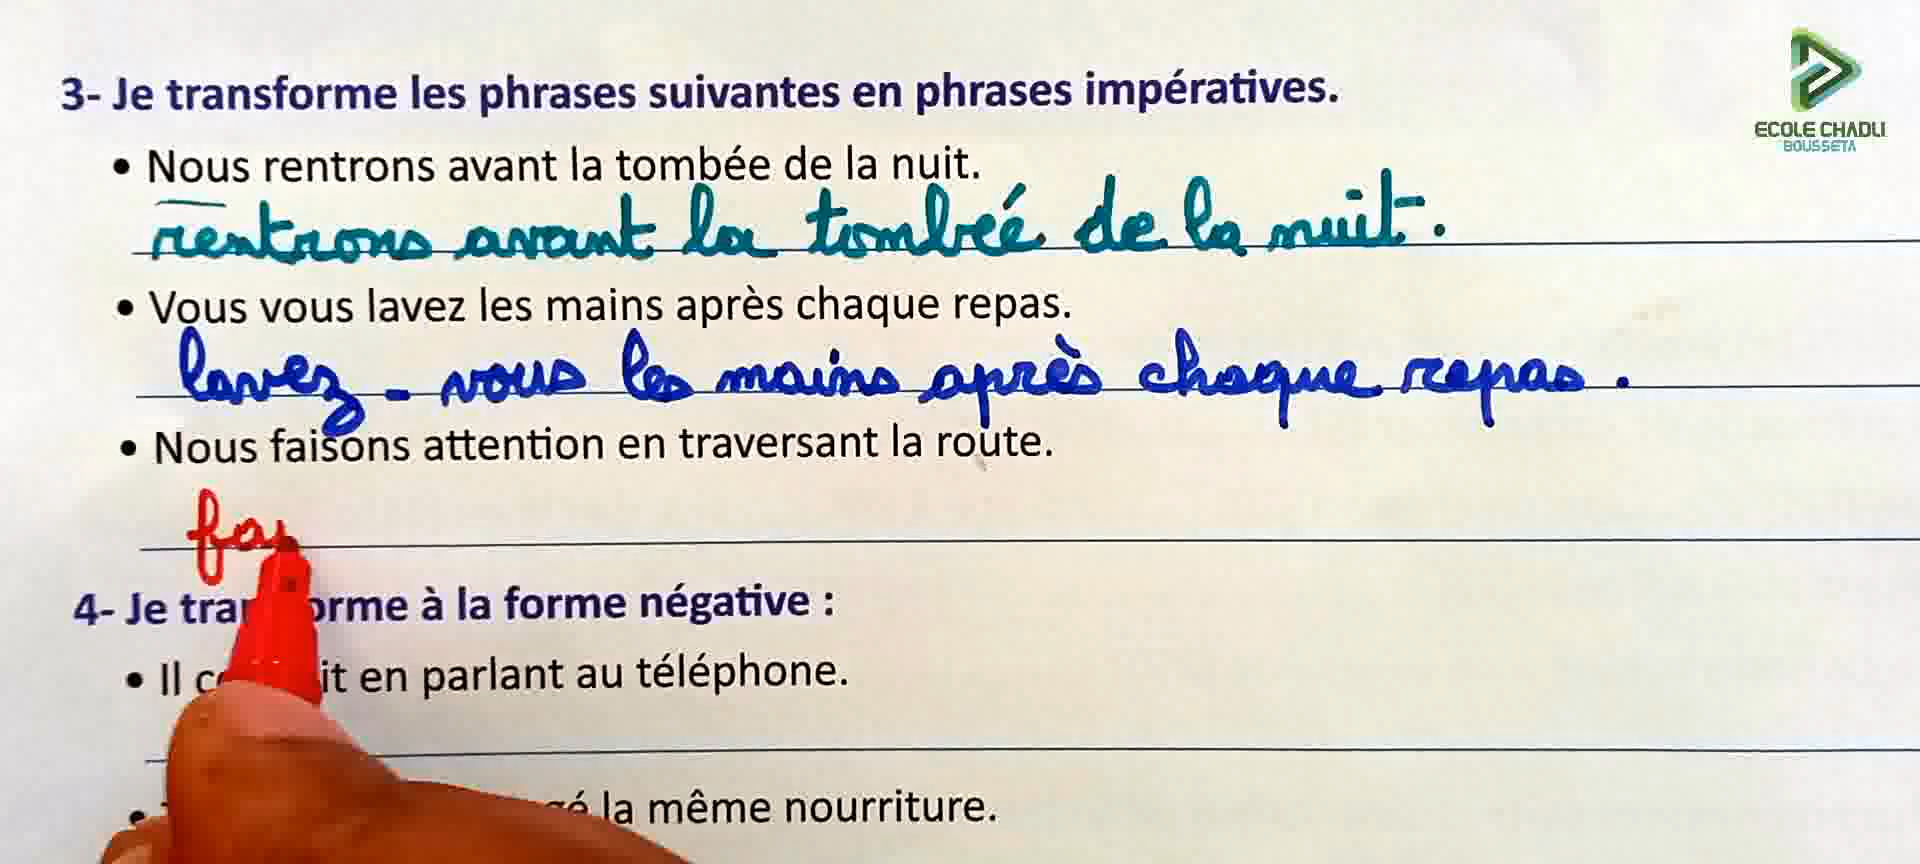 3- Je transforme les phrases suivantes en phrases impératives.
ECOLE CHADLI
BOUSSETA
• Nous rentrons avant la tombée de la nuit.
rentrons avant la tombeé de la nuit.
• Vous vous lavez les mains après chaque repas.
lavez - vous les mains après chaque repas.
• Nous faisons attention en traversant la route.
fai
4- Je tra orme à la forme négative :
• Il c it en parlant au téléphone.
• la même nourriture.